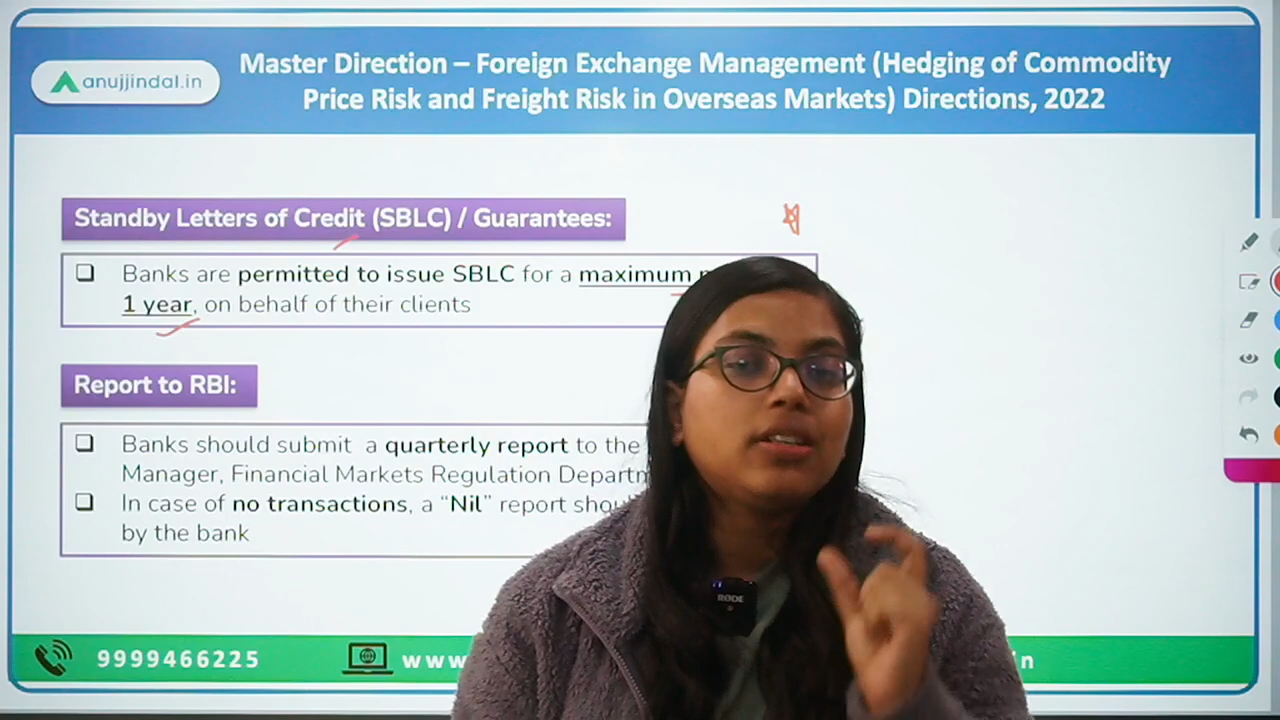 anujjindal.in
Master Direction – Foreign Exchange Management (Hedging of Commodity
Price Risk and Freight Risk in Overseas Markets) Directions, 2022
Standby Letters of Credit (SBLC) / Guarantees:
Banks are permitted to issue SBLC for a maximum
1 year, on behalf of their clients
Report to RBI:
Banks should submit a quarterly report to the
Manager, Financial Markets Regulation
In case of no transactions, a “Nil” report
by the bank
9999466225
RODE